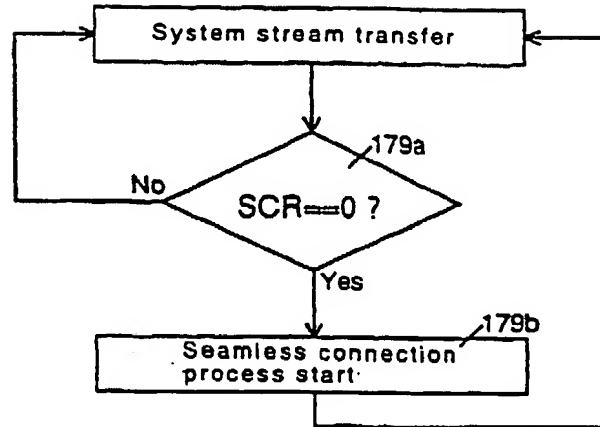 System stream transfer
179a
No
SCR==0 ?
Yes
179b
Seamless connection
process start